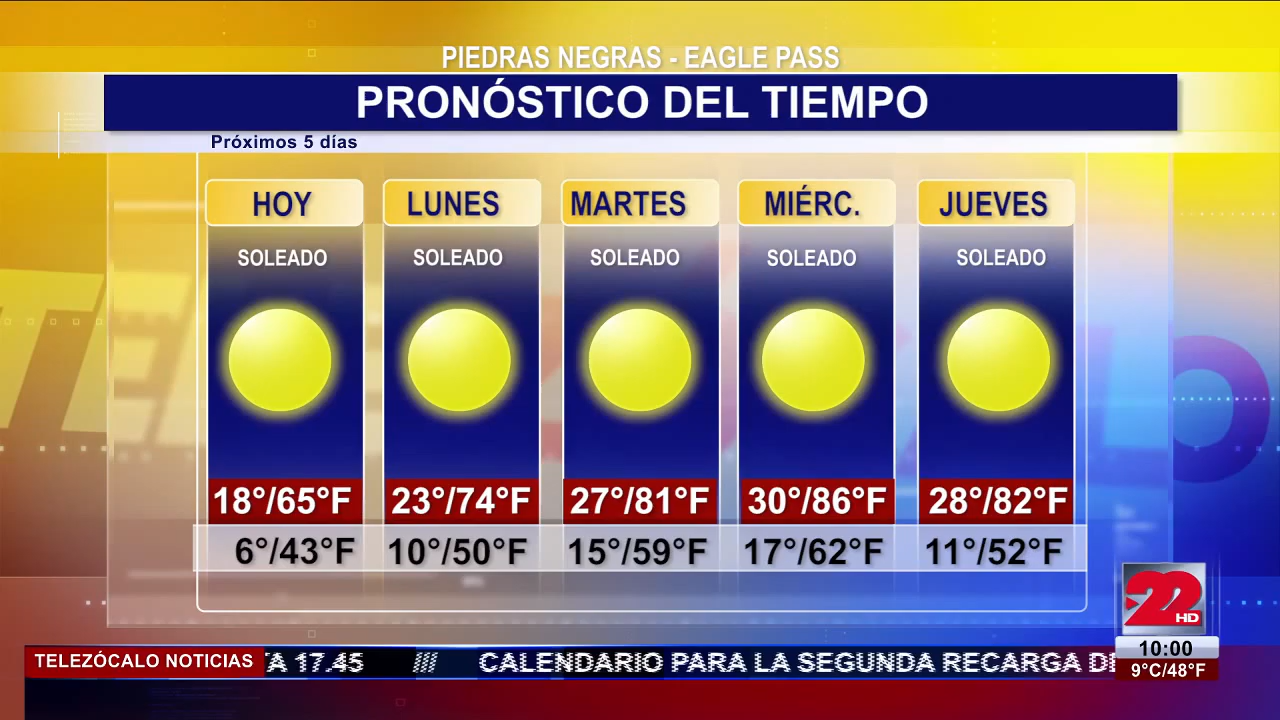 PIEDRAS NEGRAS - EAGLE PASS
PRONÓSTICO DEL TIEMPO
Próximos 5 días
HOY LUNES MARTES MIÉRC. JUEVES
SOLEADO SOLEADO SOLEADO SOLEADO SOLEADO
18°/65°F 23°/74°F 27°/81°F 30°/86°F 28°/82°F
6°/43°F 10°/50°F 15°/59°F 17°/62°F 11°/52°F
22 HD
10:00
9°C/48°F
TELEZÓCALO NOTICIAS TA 17.45 //// CALENDARIO PARA LA SEGUNDA RECARGA DE